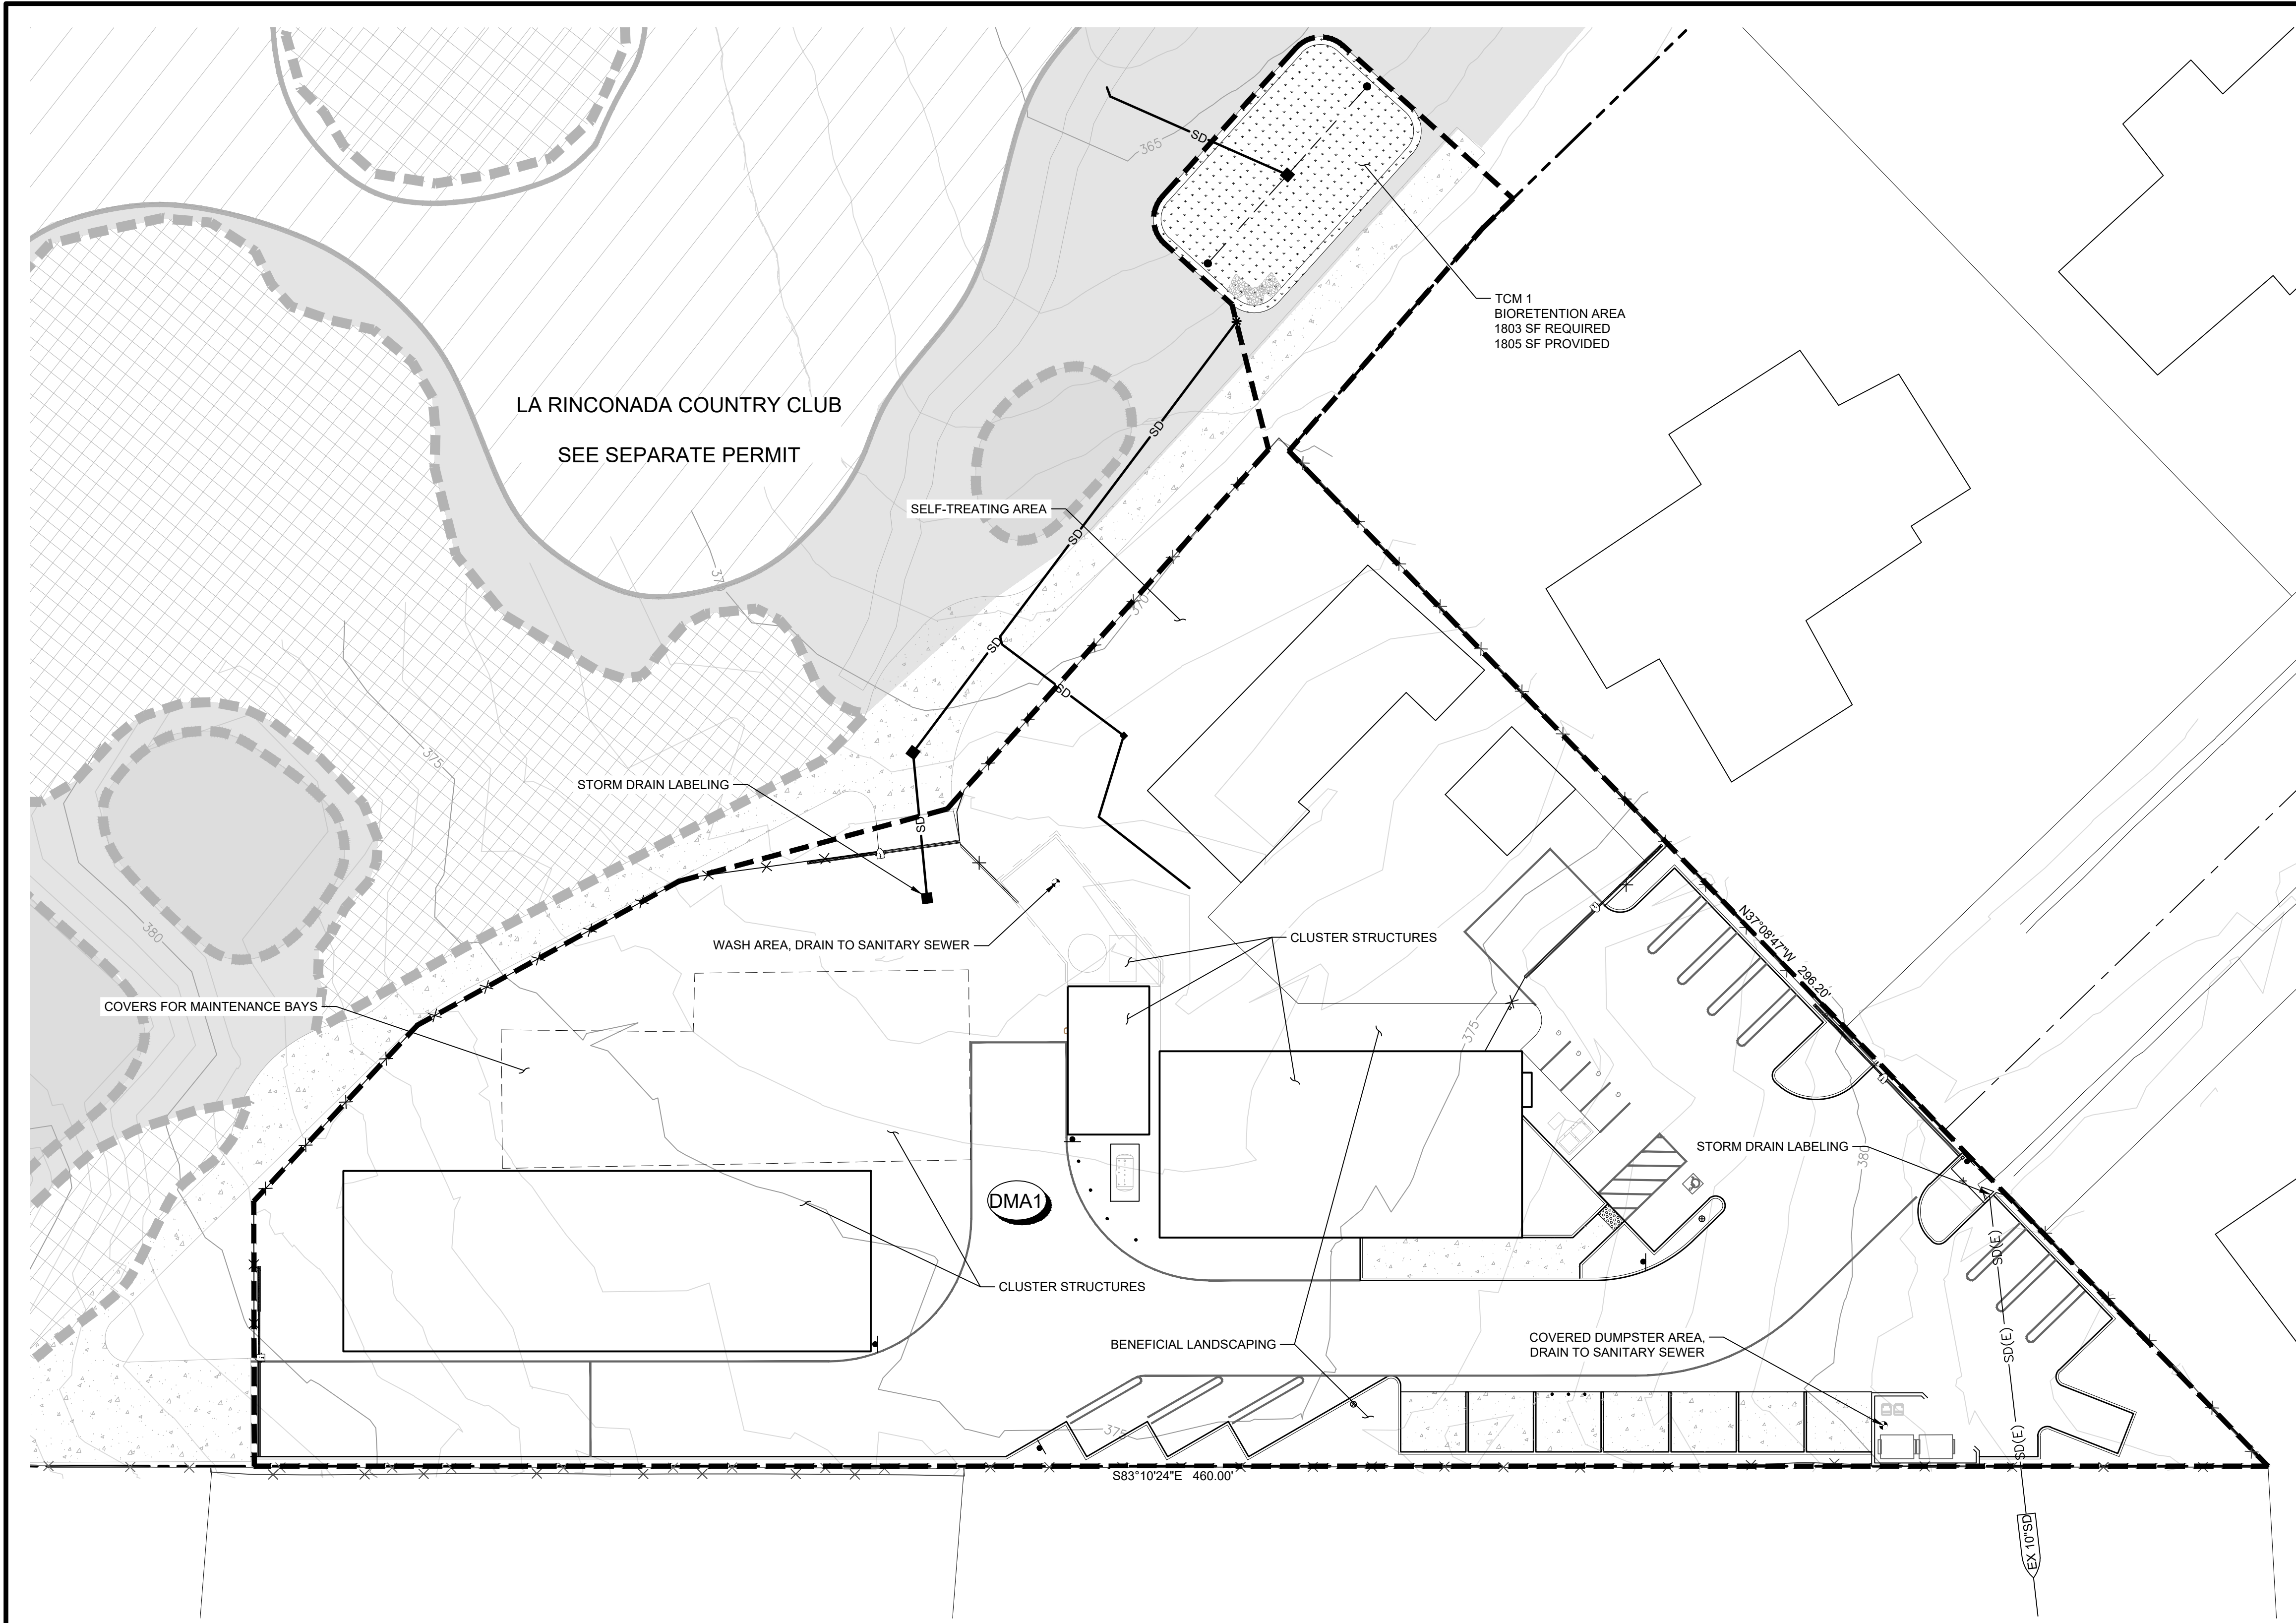 SD
365
TCM 1
BIORETENTION AREA
1803 SF REQUIRED
1805 SF PROVIDED
LA RINCONADA COUNTRY CLUB
SEE SEPARATE PERMIT
SD
SELF-TREATING AREA
SD
370
SD
SD
375
STORM DRAIN LABELING
SD
380
WASH AREA, DRAIN TO SANITARY SEWER
CLUSTER STRUCTURES
N37°08'47"W 296.20'
COVERS FOR MAINTENANCE BAYS
375
STORM DRAIN LABELING
380
DMA1
SD(E)
CLUSTER STRUCTURES
BENEFICIAL LANDSCAPING
COVERED DUMPSTER AREA,
DRAIN TO SANITARY SEWER
SD(E)
375
SD(E)
S83°10'24"E 460.00'
EX 10"SD